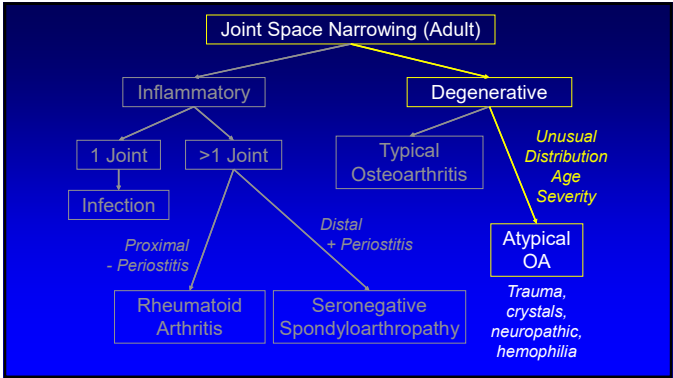 Joint Space Narrowing (Adult)
Inflammatory
Degenerative
1 Joint
>1 Joint
Typical
Osteoarthritis
Unusual
Distribution
Age
Severity
Infection
Proximal
- Periostitis
Distal
+ Periostitis
Atypical
OA
Rheumatoid
Arthritis
Seronegative
Spondyloarthropathy
Trauma,
crystals,
neuropathic,
hemophilia